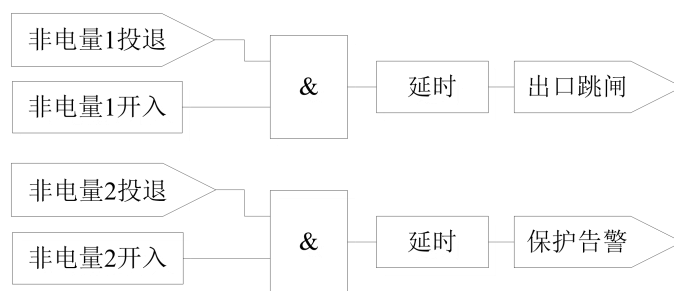 非电量1投退
非电量1开入
&
延时
出口跳闸
非电量2投退
非电量2开入
&
延时
保护告警